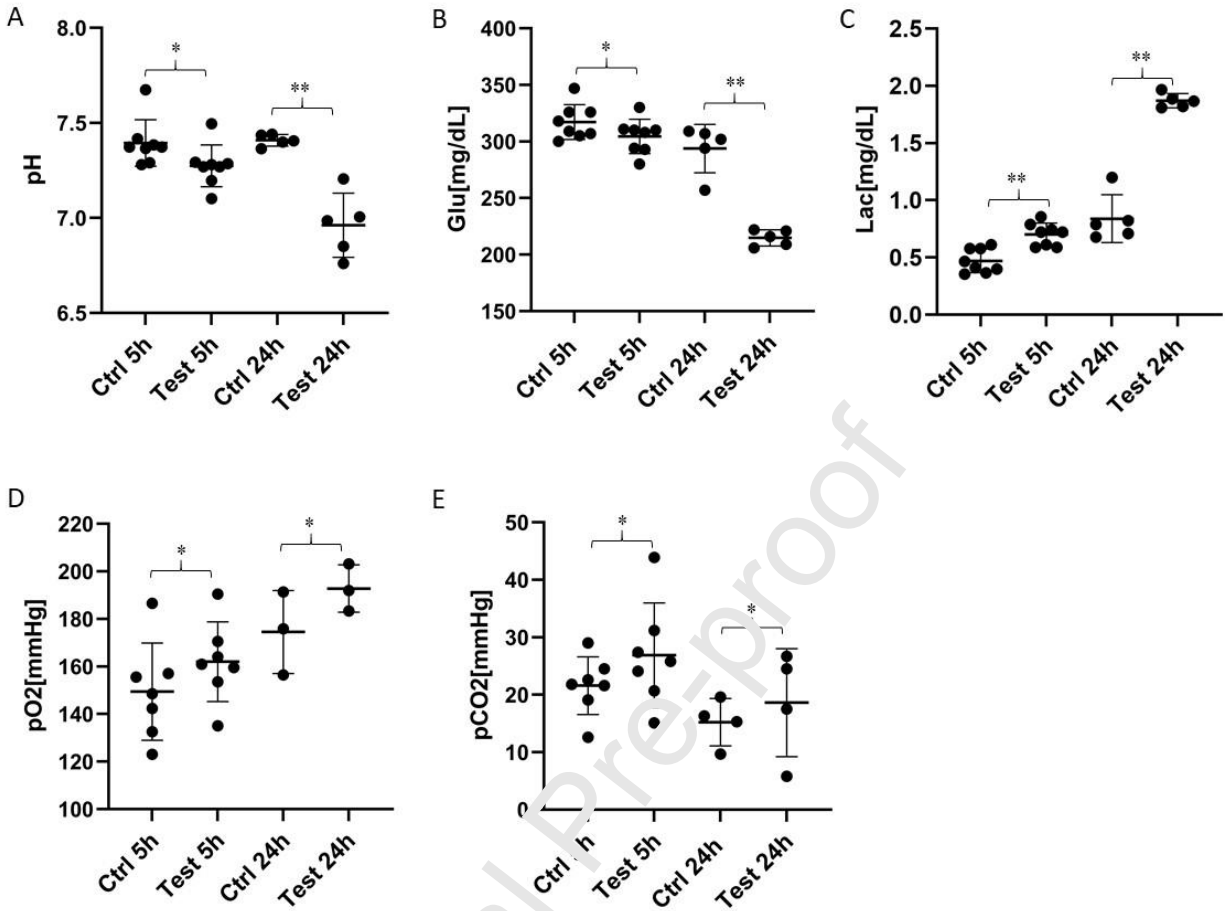 A
pH
8.0
7.5
7.0
6.5
*
**
Ctrl 5h
Test 5h
Ctrl 24h
Test 24h
B
Glu[mg/dL]
400
350
300
250
200
150
*
**
Ctrl 5h
Test 5h
Ctrl 24h
Test 24h
C
Lac[mg/dL]
2.5
2.0
1.5
1.0
0.5
0.0
**
**
Ctrl 5h
Test 5h
Ctrl 24h
Test 24h
D
pO2[mmHg]
220
200
180
160
140
120
100
*
*
Ctrl 5h
Test 5h
Ctrl 24h
Test 24h
E
pCO2[mmHg]
50
40
30
20
10
0
*
*
Ctrl h
Test 5h
Ctrl 24h
Test 24h
Pre-proof